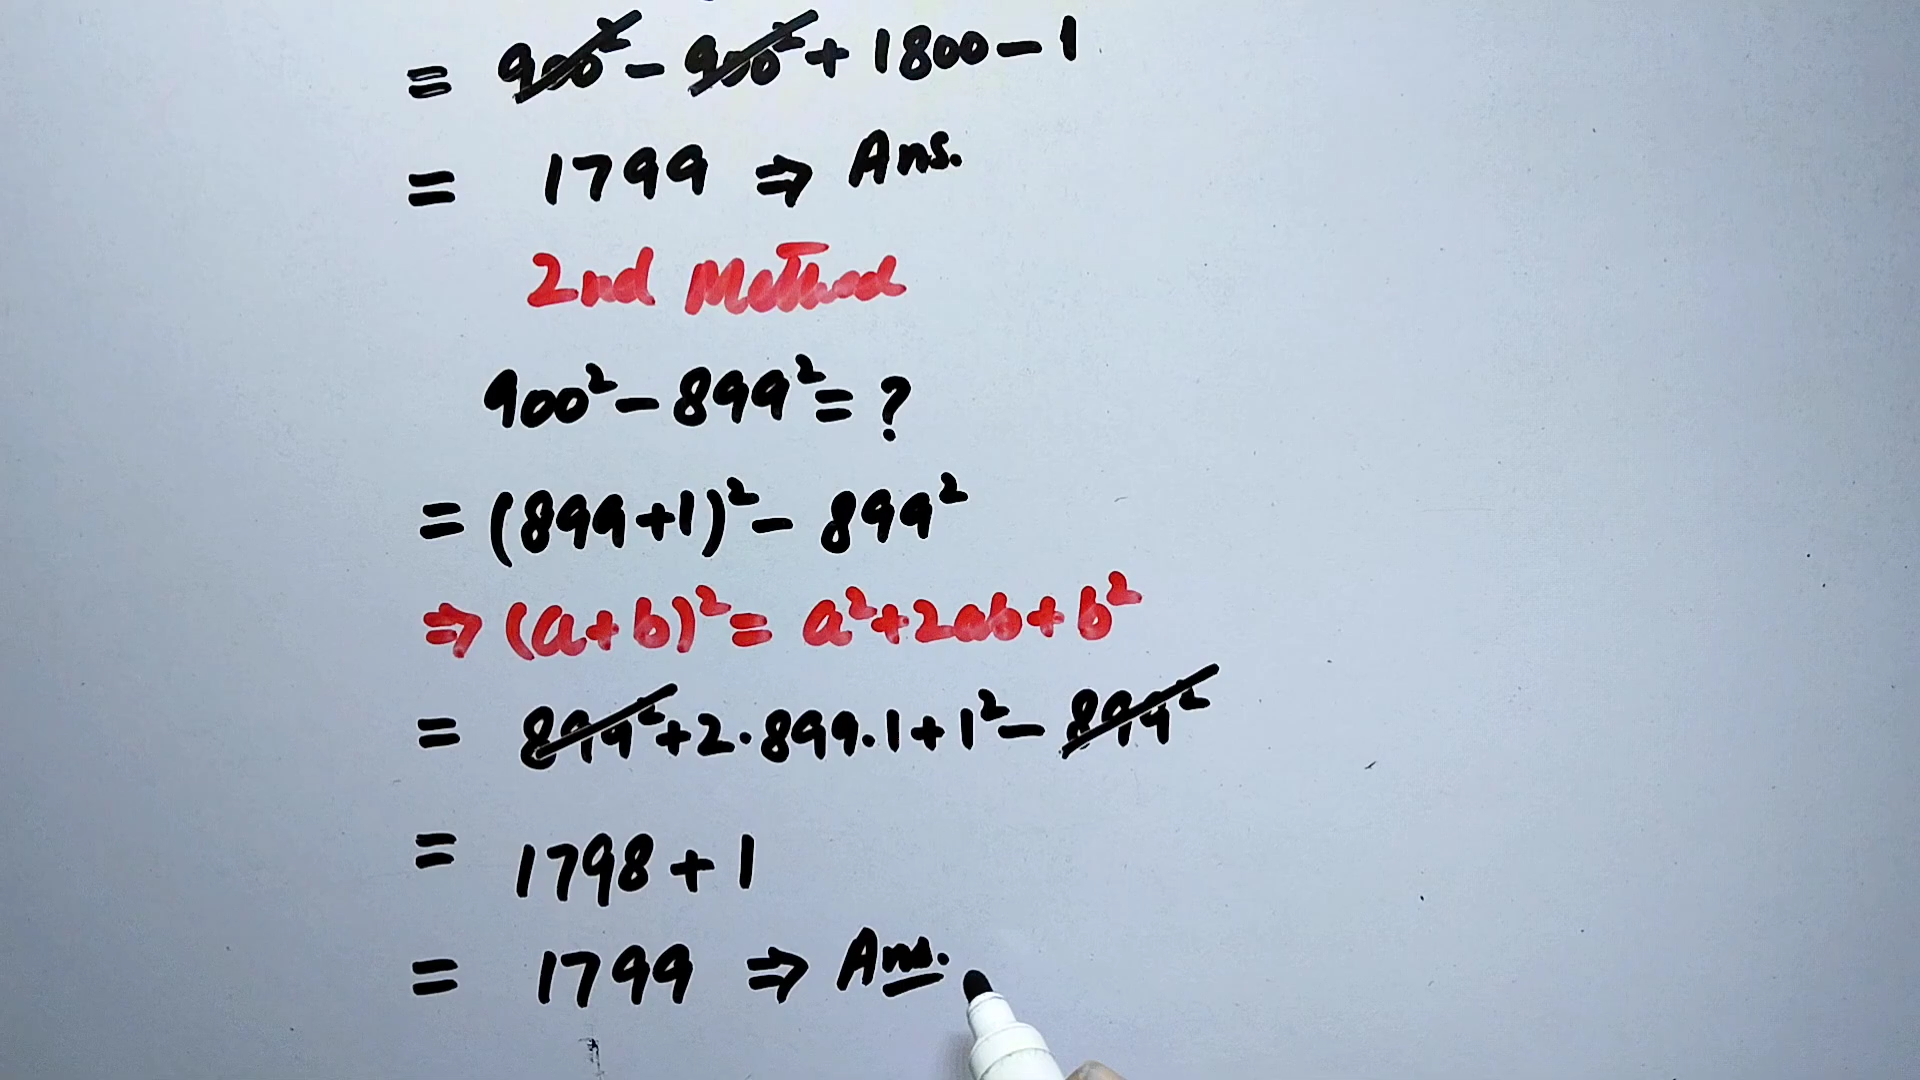 = 900² - 900² + 1800 - 1
= 1799 ⇒ Ans.
2nd Method
900² - 899² = ?
= (899+1)² - 899²
⇒ (a+b)² = a²+2ab+b²
= 899²+2·899·1+1² - 899²
= 1798 + 1
= 1799 ⇒ Ans.